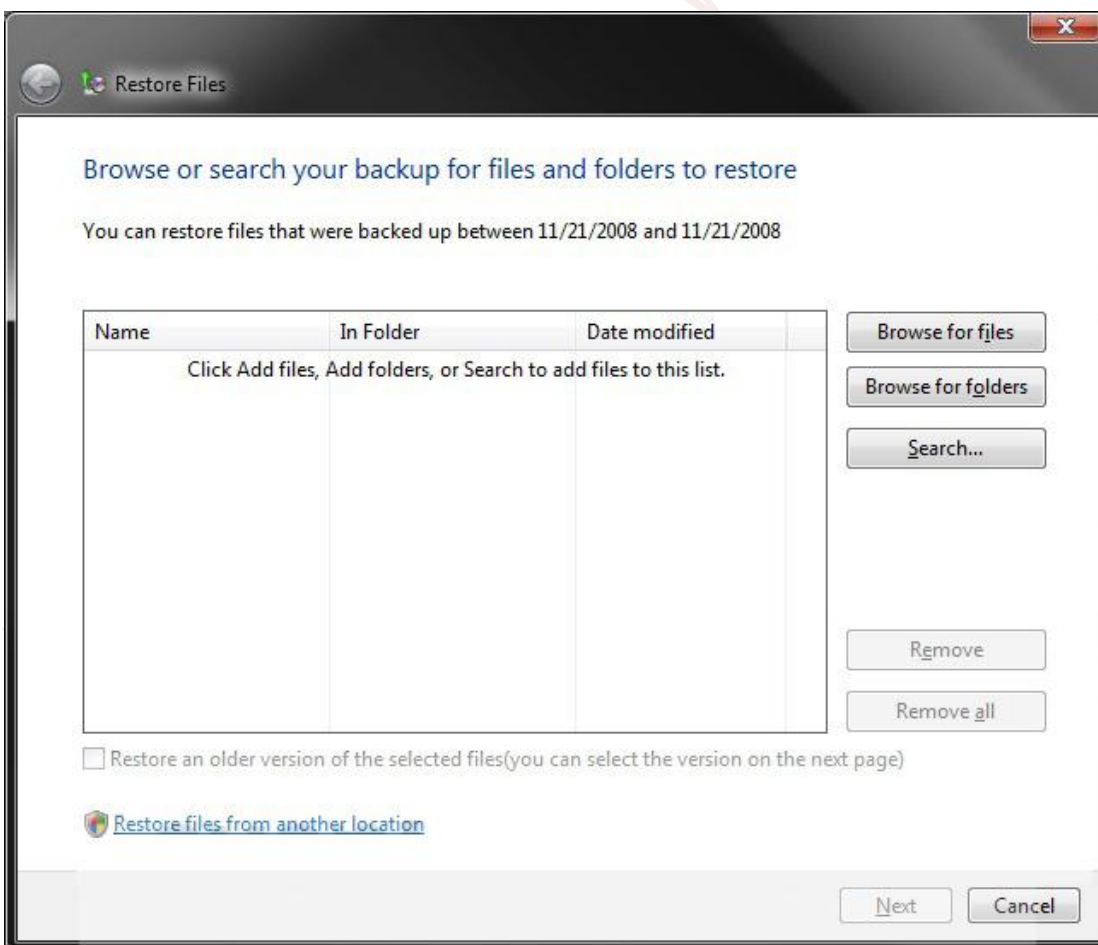 Restore Files
Browse or search your backup for files and folders to restore
You can restore files that were backed up between 11/21/2008 and 11/21/2008
Name In Folder Date modified
Click Add files, Add folders, or Search to add files to this list.
Browse for files
Browse for folders
Search...
Remove
Remove all
Restore an older version of the selected files(you can select the version on the next page)
Restore files from another location
Next Cancel